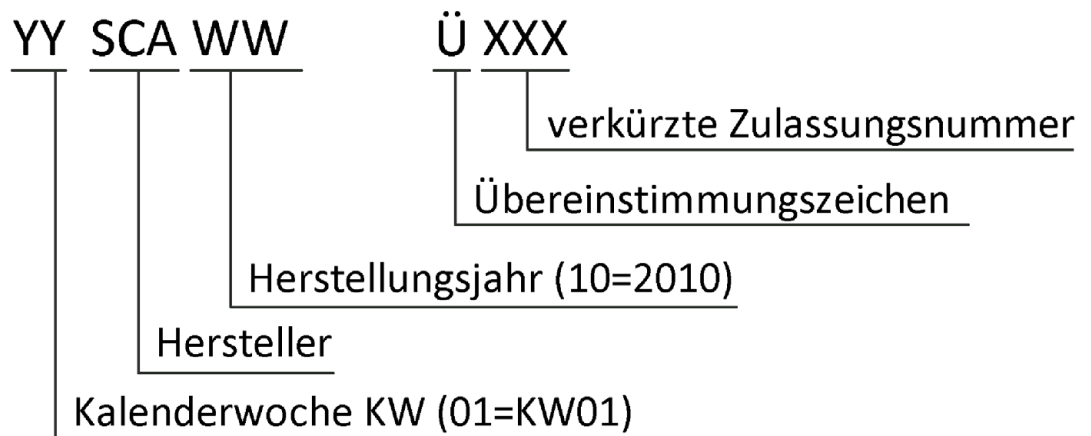 YY SCA WW Ü XXX
verkürzte Zulassungsnummer
Übereinstimmungszeichen
Herstellungsjahr (10=2010)
Hersteller
Kalenderwoche KW (01=KW01)